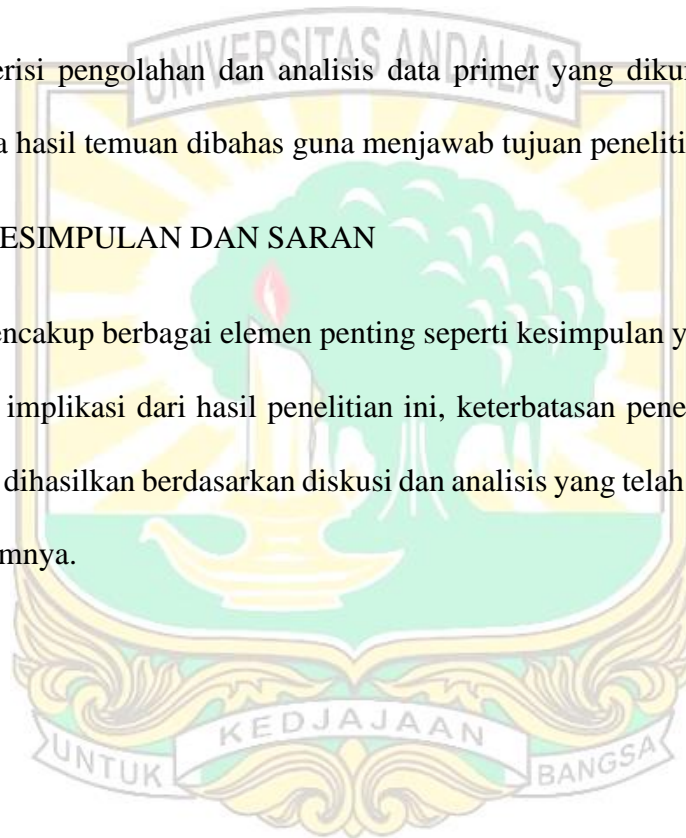 UNIVERSITAS ANDALAS
erisi pengolahan dan analisis data primer yang dikur
a hasil temuan dibahas guna menjawab tujuan peneliti
ESIMPULAN DAN SARAN
encakup berbagai elemen penting seperti kesimpulan y
implikasi dari hasil penelitian ini, keterbatasan pene
dihasilkan berdasarkan diskusi dan analisis yang telah
mnya.
UNTUK KEDJAJAAN BANGSA